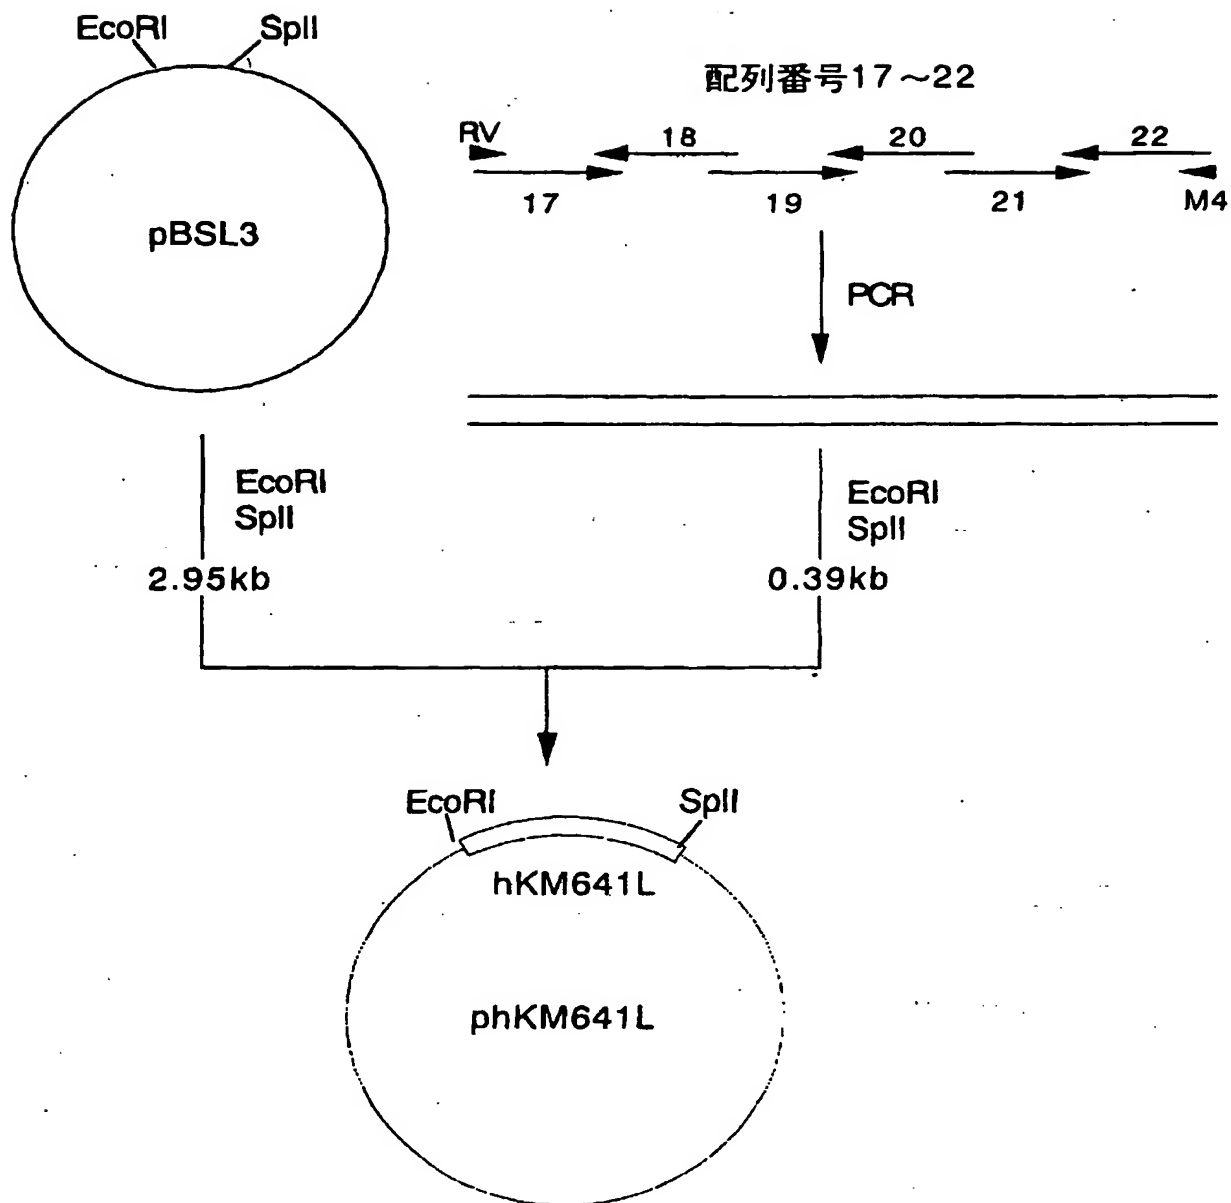 EcoRI
SplI
pBSL3
配列番号17～22
RV
18
20
22
17
19
21
M4
PCR
EcoRI
SplI
2.95kb
EcoRI
SplI
0.39kb
EcoRI
SplI
hKM641L
phKM641L